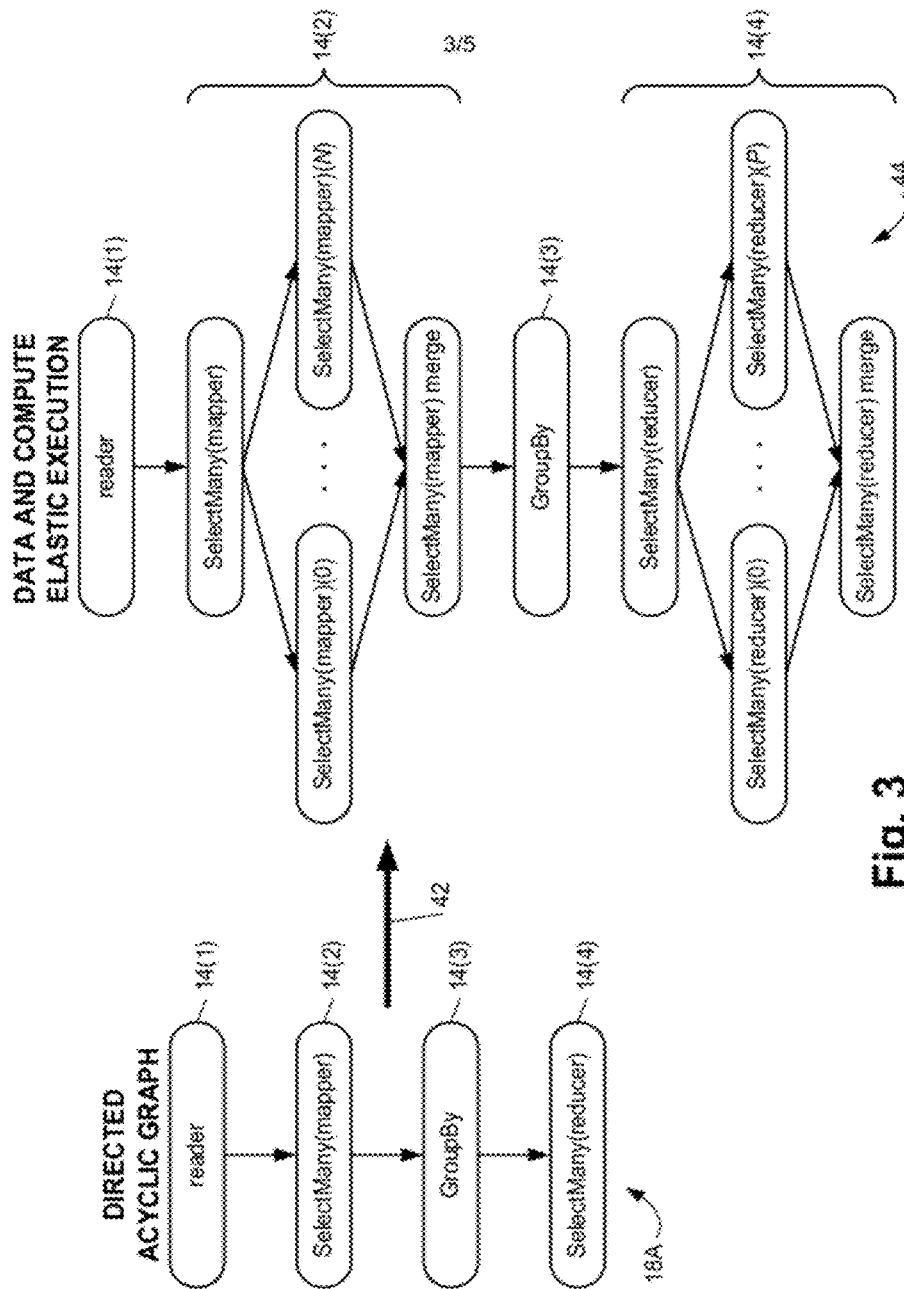 DIRECTED
ACYCLIC GRAPH
reader
14(1)
SelectMany(mapper)
14(2)
GroupBy
14(3)
SelectMany(reducer)
14(4)
18A
42
DATA AND COMPUTE
ELASTIC EXECUTION
reader
14(1)
SelectMany(mapper)
SelectMany(mapper)(0)
. . .
SelectMany(mapper)(N)
14(2)
SelectMany(mapper) merge
GroupBy
14(3)
SelectMany(reducer)
SelectMany(reducer)(0)
. . .
SelectMany(reducer)(P)
14(4)
SelectMany(reducer) merge
44
3/5
Fig. 3